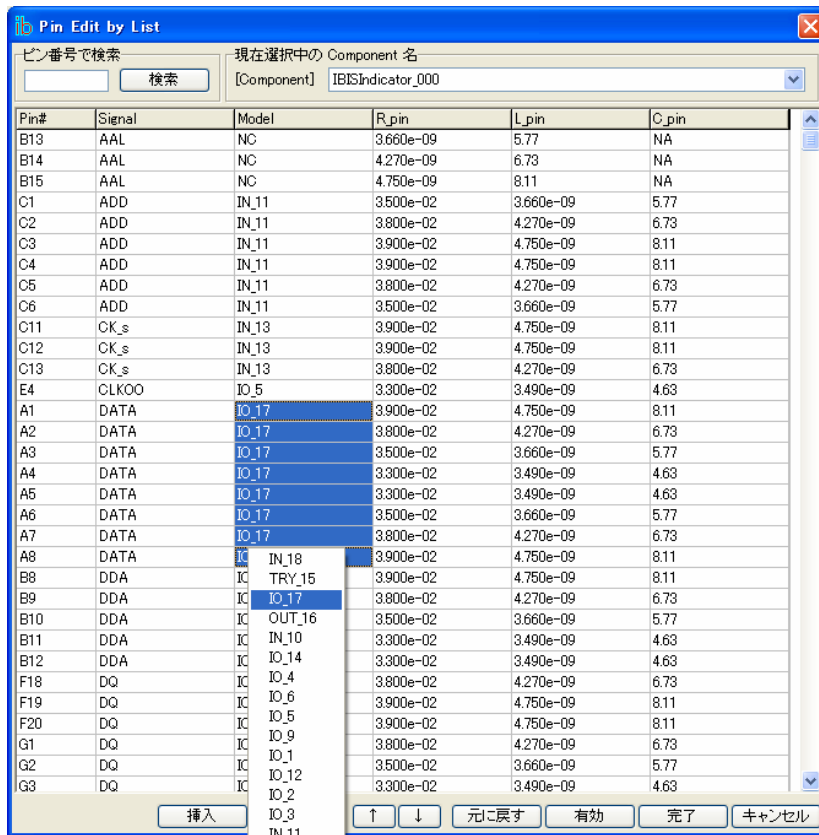 ib Pin Edit by List
ピン番号で検索
検索
現在選択中の Component 名
[Component] IBISIndicator_000
Pin# Signal Model R_pin L_pin C_pin
B13 AAL NC 3.660e-09 5.77 NA
B14 AAL NC 4.270e-09 6.73 NA
B15 AAL NC 4.750e-09 8.11 NA
C1 ADD IN_11 3.500e-02 3.660e-09 5.77
C2 ADD IN_11 3.800e-02 4.270e-09 6.73
C3 ADD IN_11 3.900e-02 4.750e-09 8.11
C4 ADD IN_11 3.900e-02 4.750e-09 8.11
C5 ADD IN_11 3.800e-02 4.270e-09 6.73
C6 ADD IN_11 3.500e-02 3.660e-09 5.77
C11 CK_s IN_13 3.900e-02 4.750e-09 8.11
C12 CK_s IN_13 3.900e-02 4.750e-09 8.11
C13 CK_s IN_13 3.800e-02 4.270e-09 6.73
E4 CLKOO IO_5 3.300e-02 3.490e-09 4.63
A1 DATA IO_17 3.900e-02 4.750e-09 8.11
A2 DATA IO_17 3.800e-02 4.270e-09 6.73
A3 DATA IO_17 3.500e-02 3.660e-09 5.77
A4 DATA IO_17 3.300e-02 3.490e-09 4.63
A5 DATA IO_17 3.300e-02 3.490e-09 4.63
A6 DATA IO_17 3.500e-02 3.660e-09 5.77
A7 DATA IO_17 3.800e-02 4.270e-09 6.73
A8 DATA 3.900e-02 4.750e-09 8.11
B8 DDA 3.900e-02 4.750e-09 8.11
B9 DDA 3.800e-02 4.270e-09 6.73
B10 DDA 3.500e-02 3.660e-09 5.77
B11 DDA 3.300e-02 3.490e-09 4.63
B12 DDA 3.300e-02 3.490e-09 4.63
F18 DQ 3.800e-02 4.270e-09 6.73
F19 DQ 3.900e-02 4.750e-09 8.11
F20 DQ 3.900e-02 4.750e-09 8.11
G1 DQ 3.800e-02 4.270e-09 6.73
G2 DQ 3.500e-02 3.660e-09 5.77
G3 DQ 3.300e-02 3.490e-09 4.63
IN_18
TRY_15
IO_17
OUT_16
IN_10
IO_14
IO_4
IO_6
IO_5
IO_9
IO_1
IO_12
IO_2
IO_3
IN_11
挿入 ↑ ↓ 元に戻す 有効 完了 キャンセル